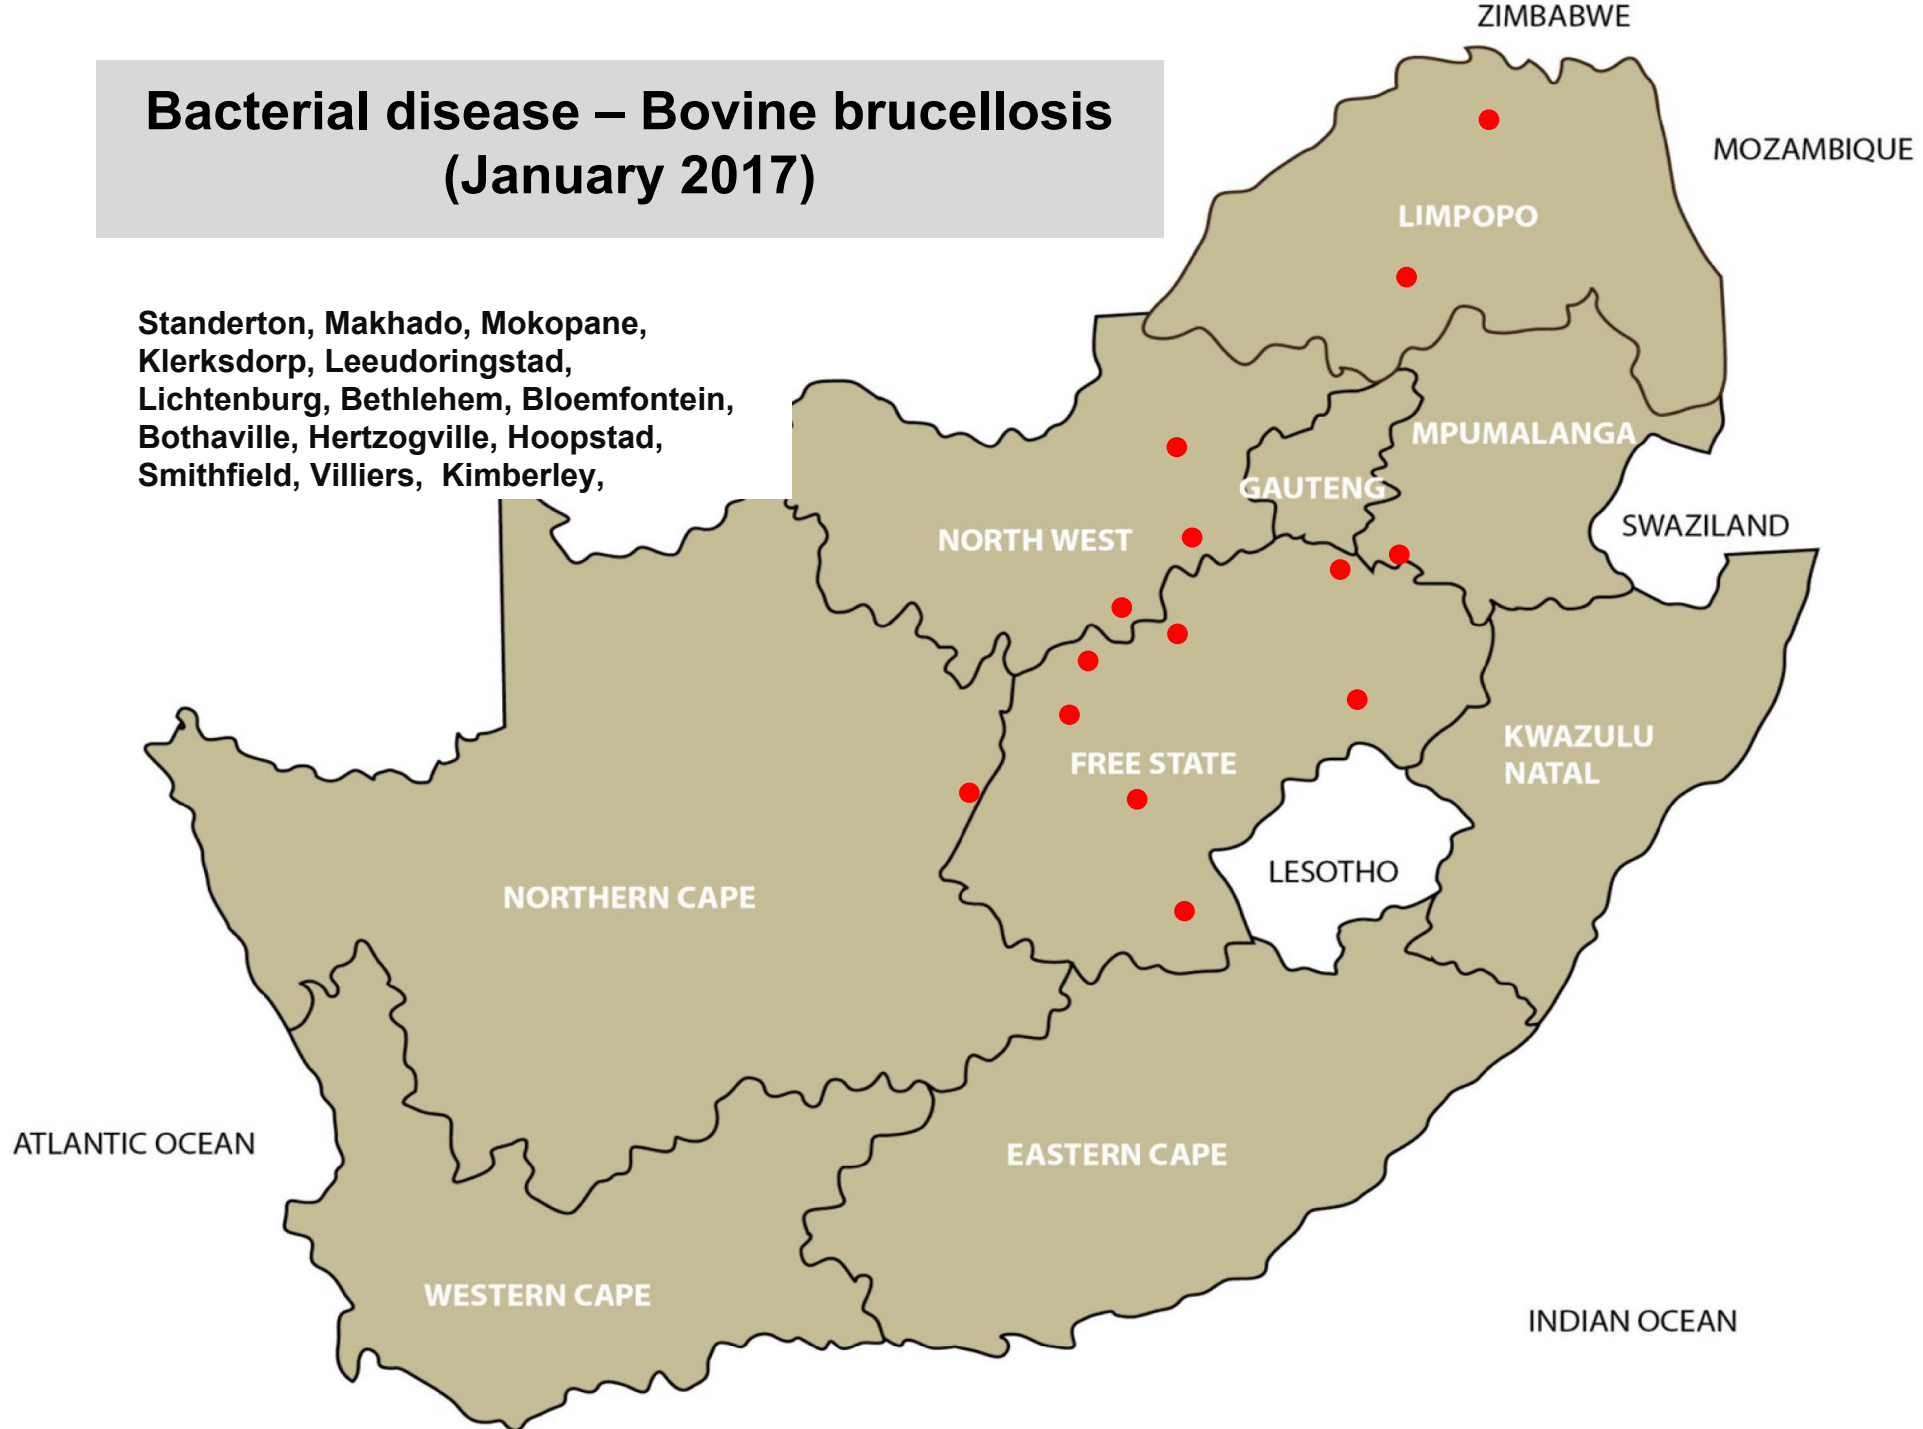 ZIMBABWE
Bacterial disease – Bovine brucellosis
(January 2017)
MOZAMBIQUE
LIMPOPO
Standerton, Makhado, Mokopane,
Klerksdorp, Leeudoringstad,
Lichtenburg, Bethlehem, Bloemfontein,
Bothaville, Hertzogville, Hoopstad,
Smithfield, Villiers,  Kimberley,
MPUMALANGA
GAUTENG
SWAZILAND
NORTH WEST
KWAZULU
NATAL
FREE STATE
LESOTHO
NORTHERN CAPE
ATLANTIC OCEAN
EASTERN CAPE
WESTERN CAPE
INDIAN OCEAN